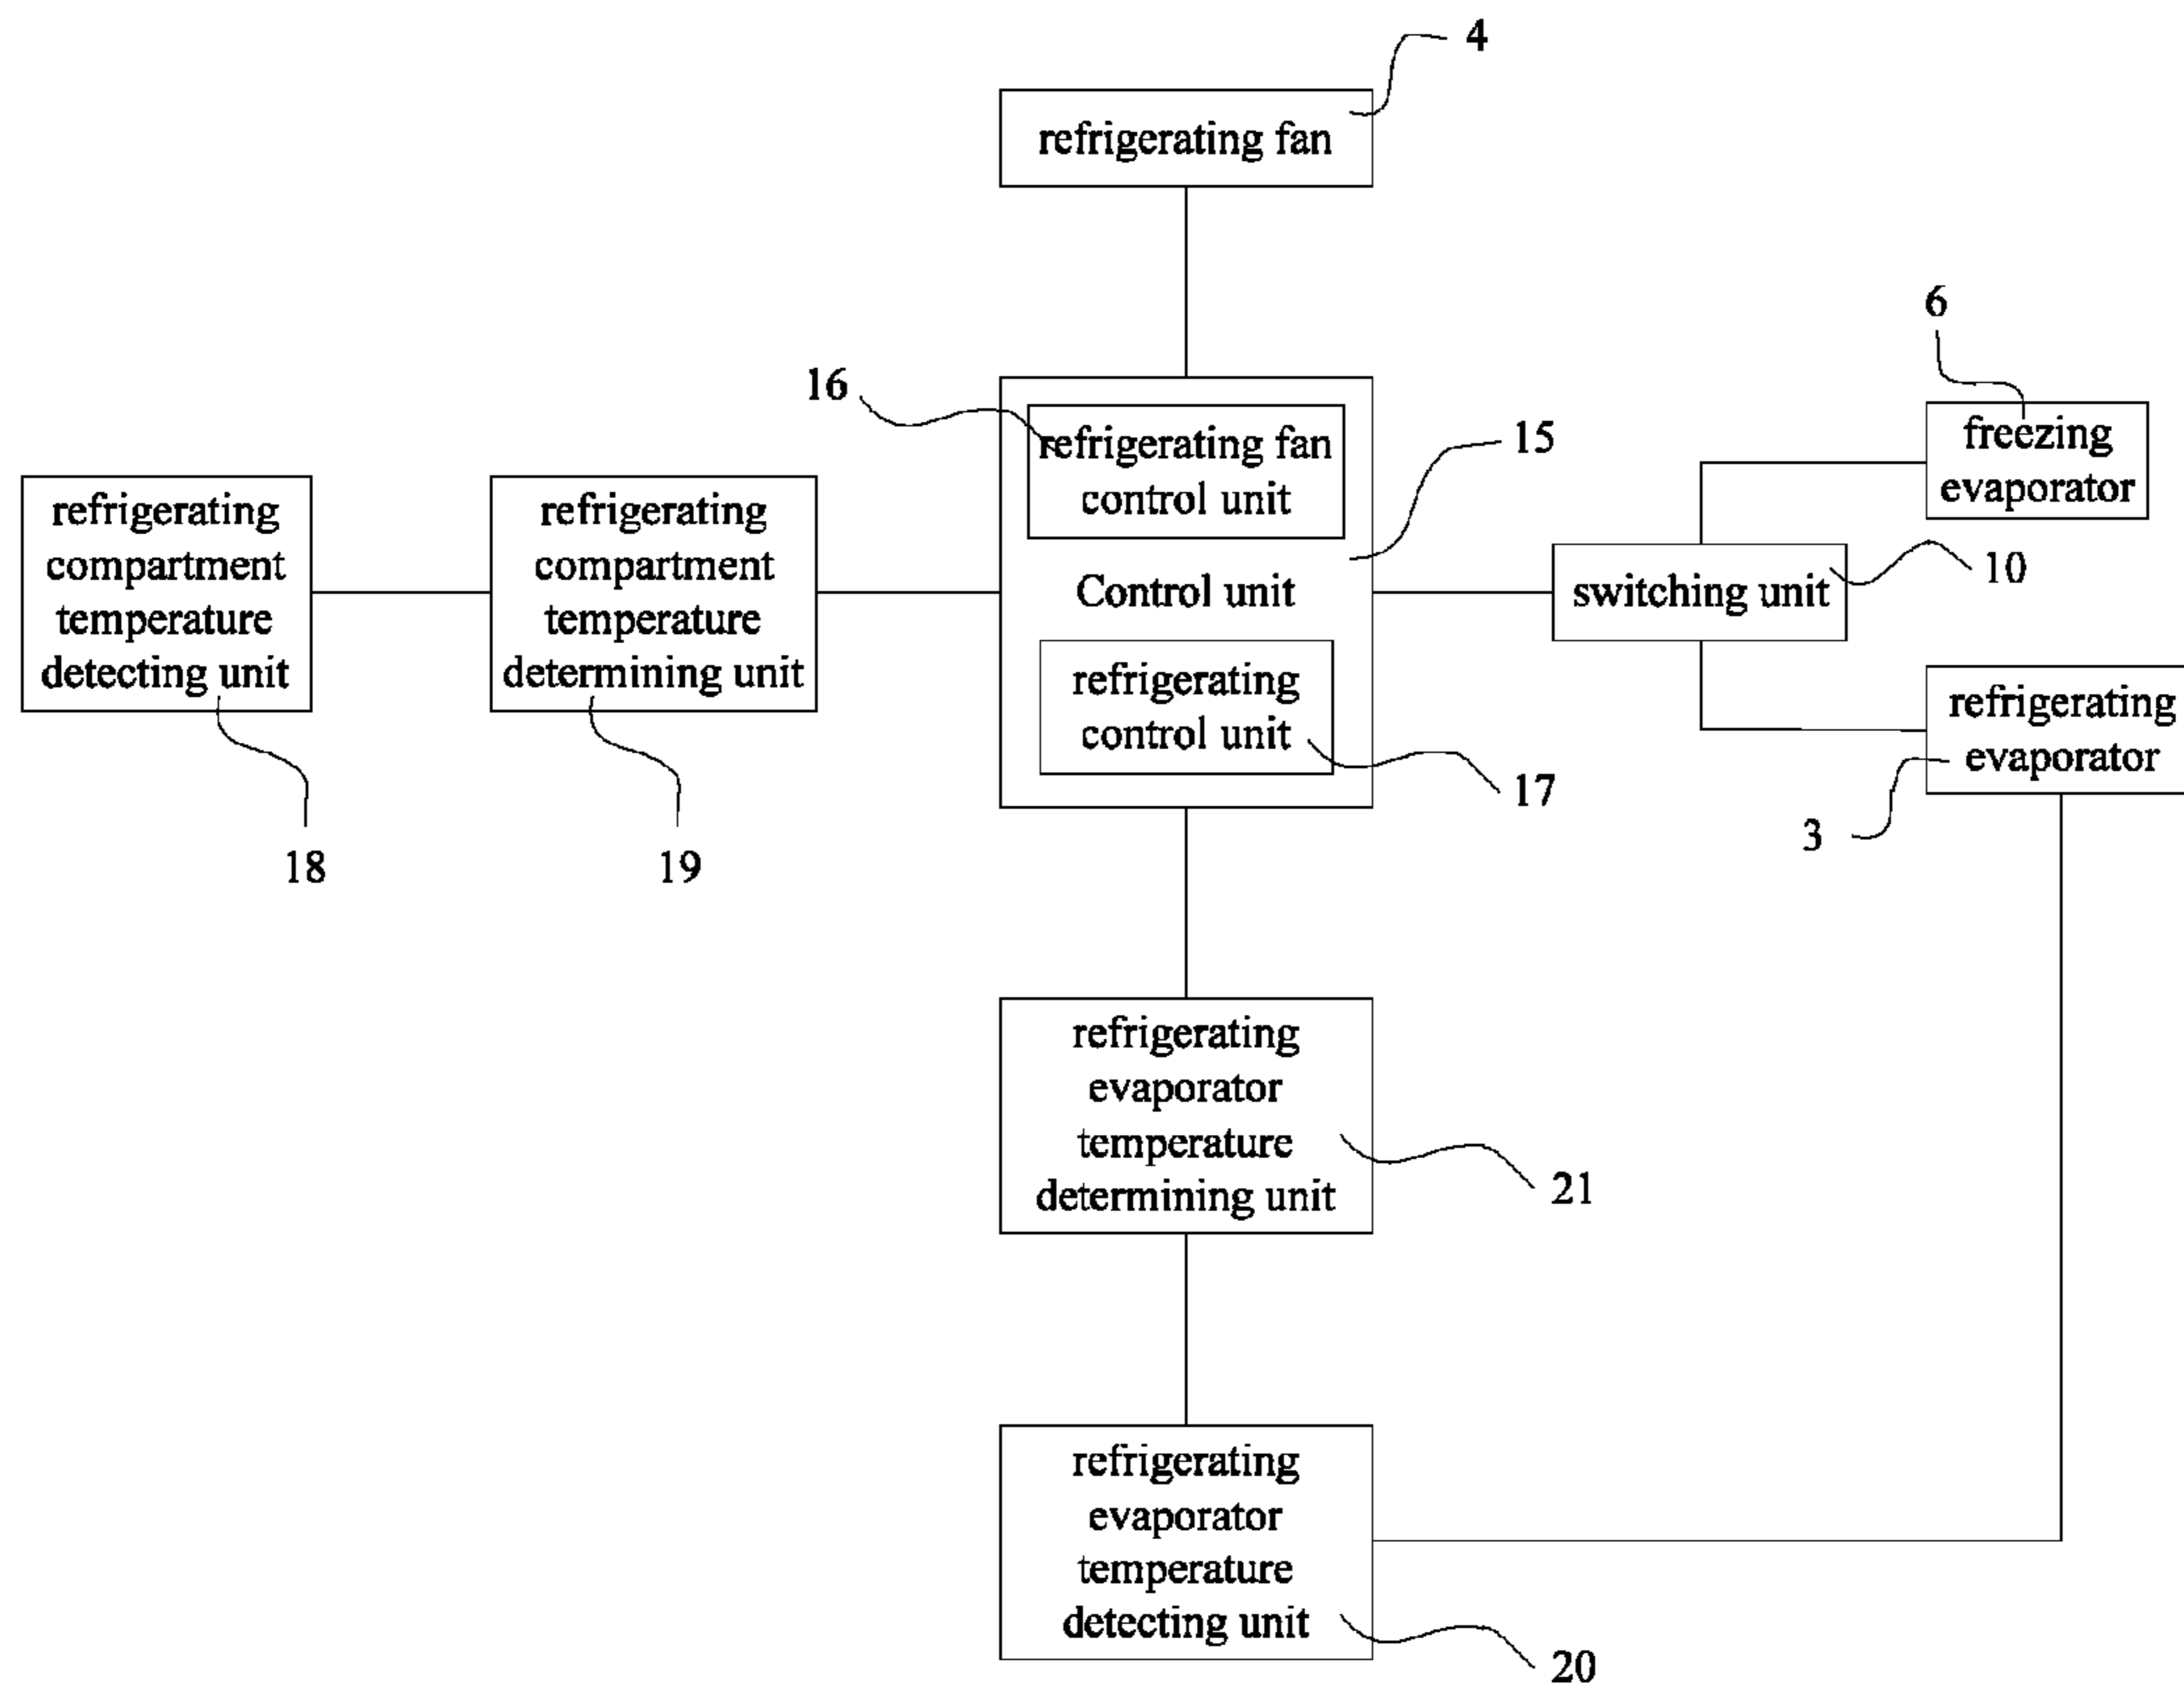 4
refrigerating fan
6
16
refrigerating fan
control unit
15
freezing
evaporator
refrigerating
compartment
temperature
detecting unit
18
refrigerating
compartment
temperature
determining unit
19
Control unit
switching unit
10
refrigerating
control unit
17
refrigerating
evaporator
3
refrigerating
evaporator
temperature
determining unit
21
refrigerating
evaporator
temperature
detecting unit
20